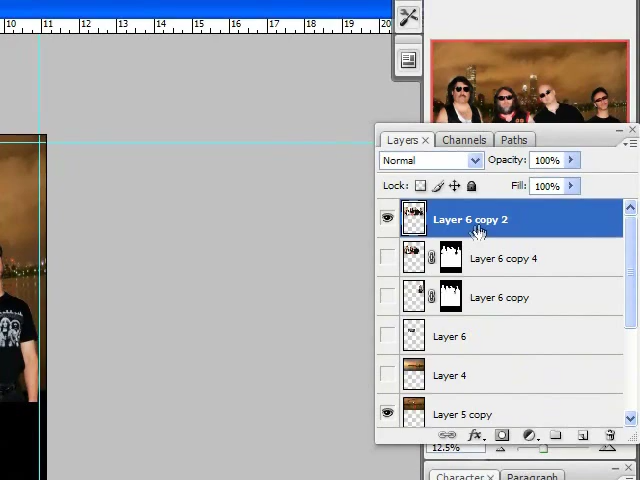 10 11 12 13 14 15 16 17 18 19 20
Layers × Channels Paths
Normal Opacity: 100%
Lock: Fill: 100%
Layer 6 copy 2
Layer 6 copy 4
Layer 6 copy
Layer 6
Layer 4
Layer 5 copy
fx.
12.5%
Character × Paragraph